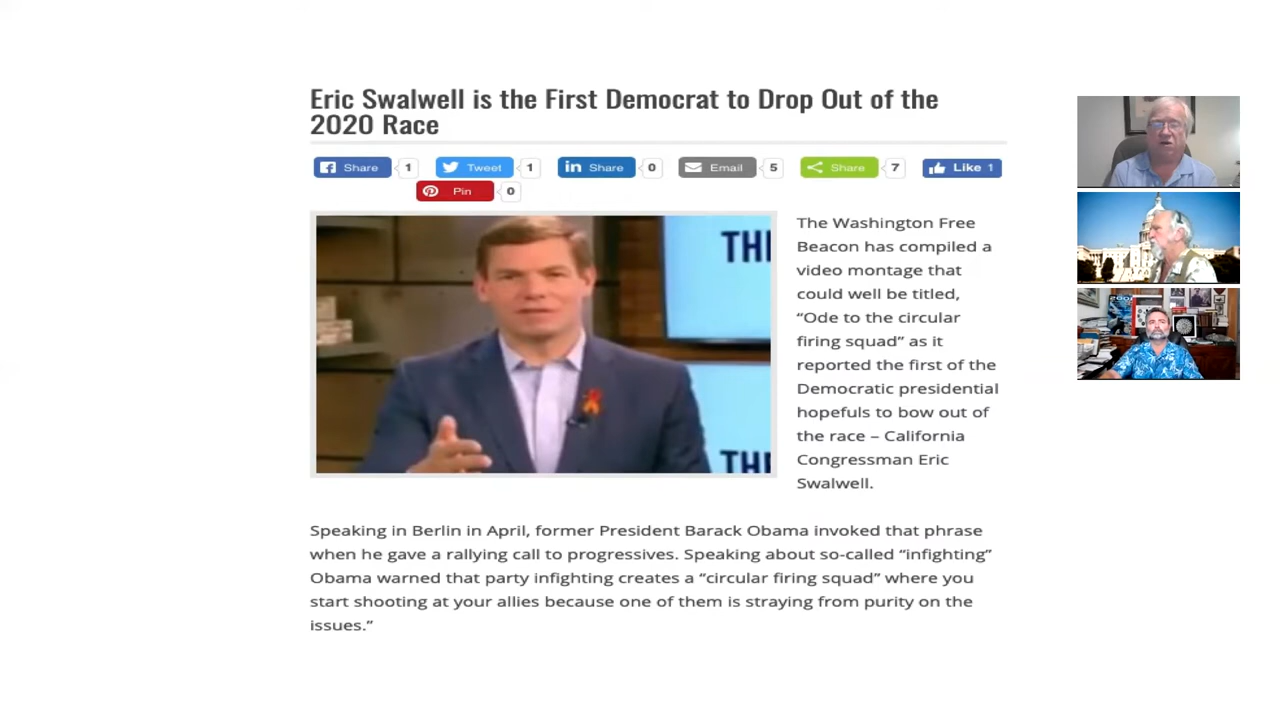 Eric Swalwell is the First Democrat to Drop Out of the
2020 Race
Share 1 Tweet 1 Share 0 Email 5 Share 7 Like 1
Pin 0
THE
THE
The Washington Free
Beacon has compiled a
video montage that
could well be titled,
“Ode to the circular
firing squad” as it
reported the first of the
Democratic presidential
hopefuls to bow out of
the race – California
Congressman Eric
Swalwell.
Speaking in Berlin in April, former President Barack Obama invoked that phrase
when he gave a rallying call to progressives. Speaking about so-called “infighting”
Obama warned that party infighting creates a “circular firing squad” where you
start shooting at your allies because one of them is straying from purity on the
issues.”